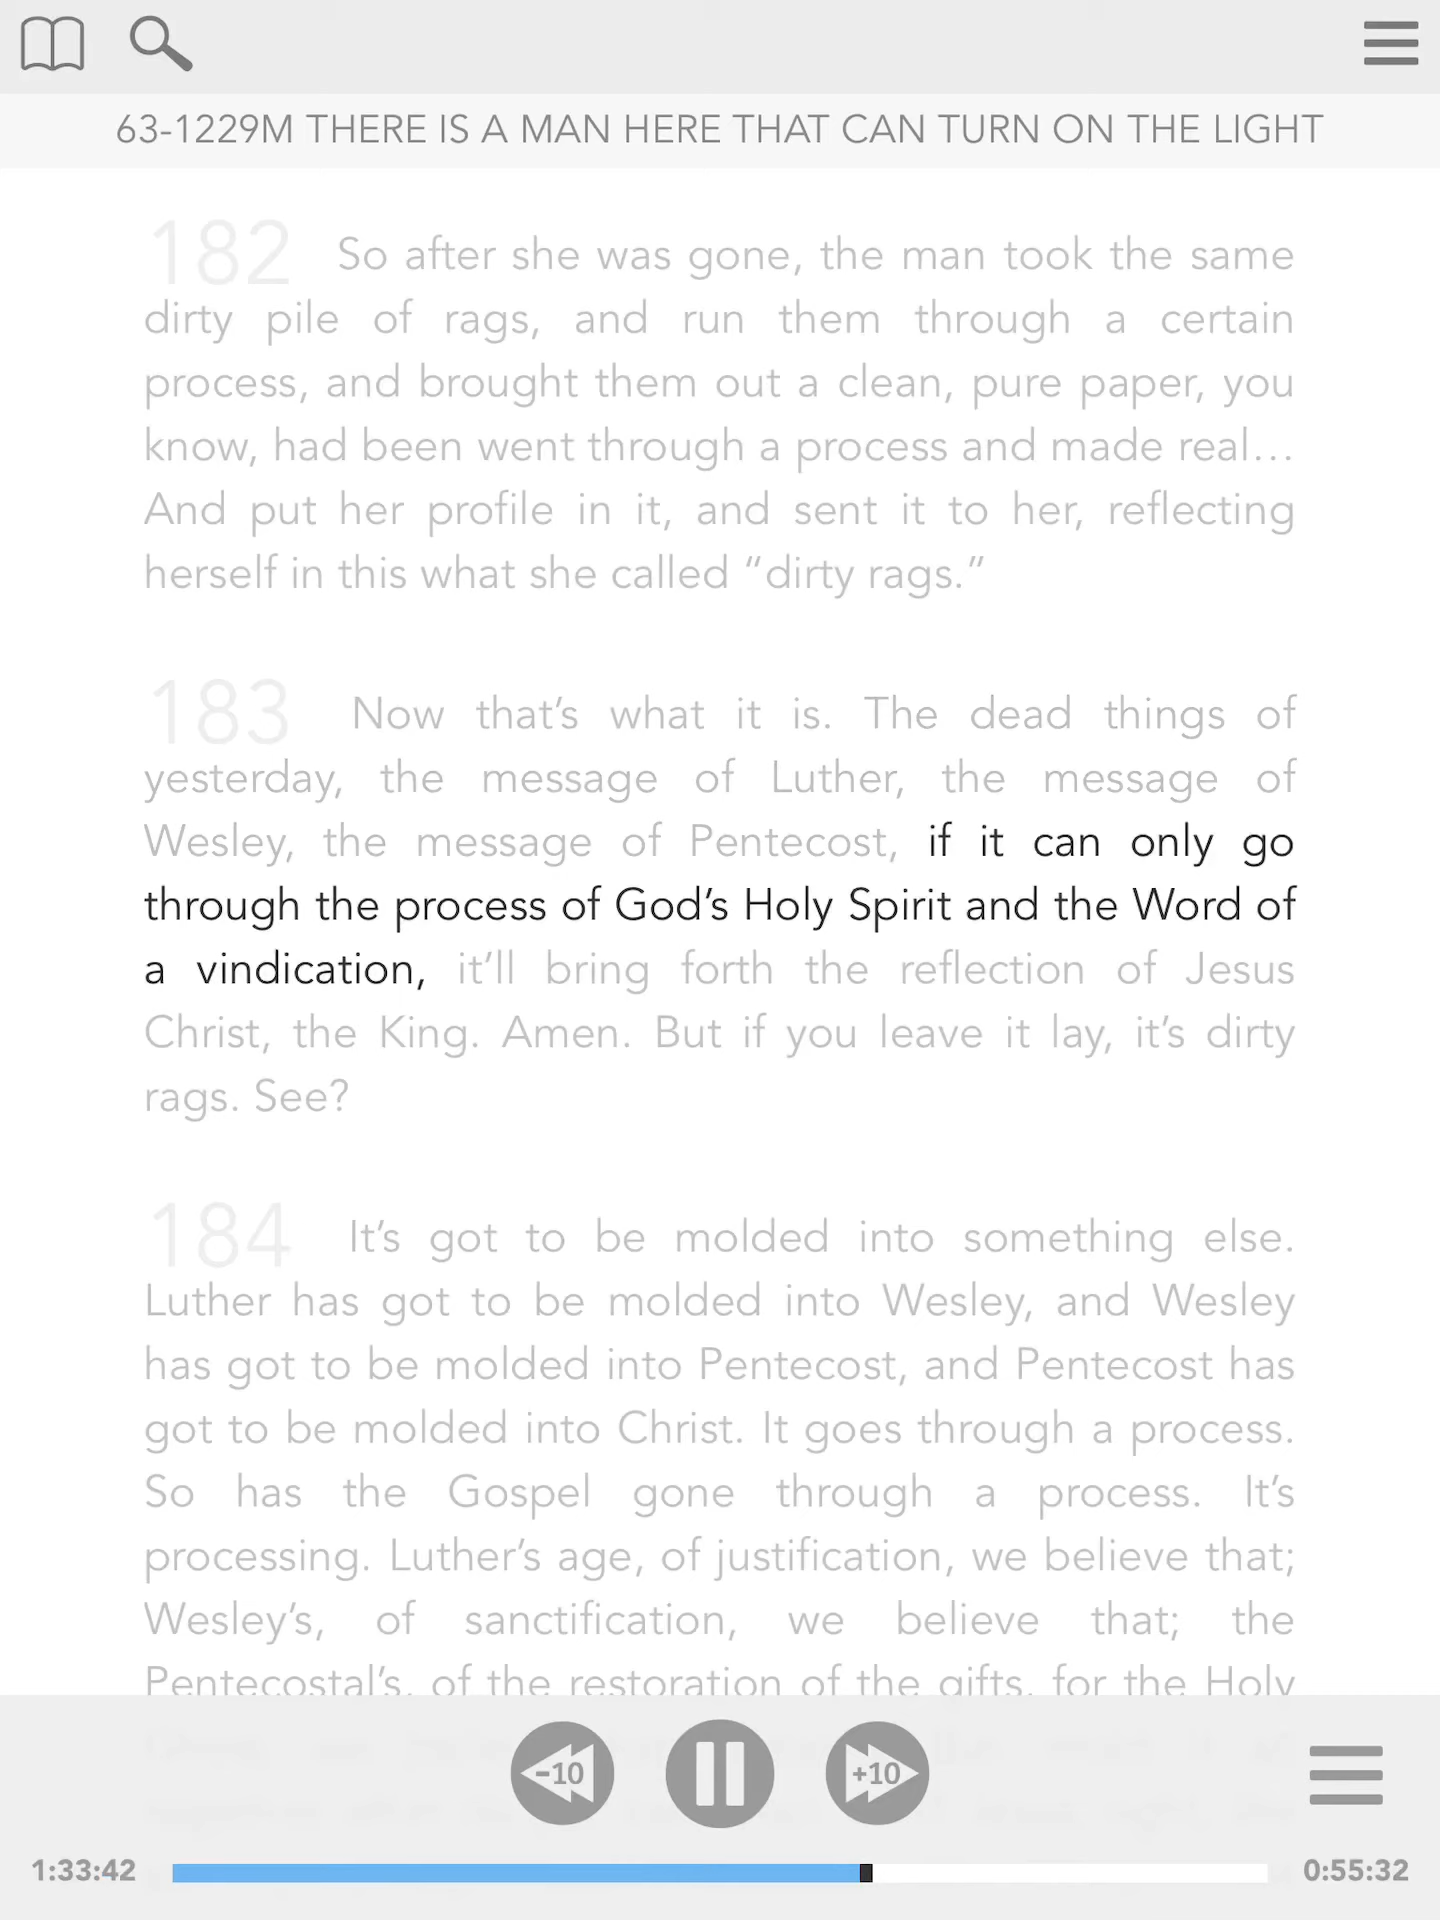 63-1229M THERE IS A MAN HERE THAT CAN TURN ON THE LIGHT
182 So after she was gone, the man took the same
dirty pile of rags, and run them through a certain
process, and brought them out a clean, pure paper, you
know, had been went through a process and made real…
And put her profile in it, and sent it to her, reflecting
herself in this what she called “dirty rags.”
183 Now that’s what it is. The dead things of
yesterday, the message of Luther, the message of
Wesley, the message of Pentecost, if it can only go
through the process of God’s Holy Spirit and the Word of
a vindication, it’ll bring forth the reflection of Jesus
Christ, the King. Amen. But if you leave it lay, it’s dirty
rags. See?
184 It’s got to be molded into something else.
Luther has got to be molded into Wesley, and Wesley
has got to be molded into Pentecost, and Pentecost has
got to be molded into Christ. It goes through a process.
So has the Gospel gone through a process. It’s
processing. Luther’s age, of justification, we believe that;
Wesley’s, of sanctification, we believe that; the
Pentecostal’s, of the restoration of the gifts, for the Holy
-10 +10
1:33:42 0:55:32